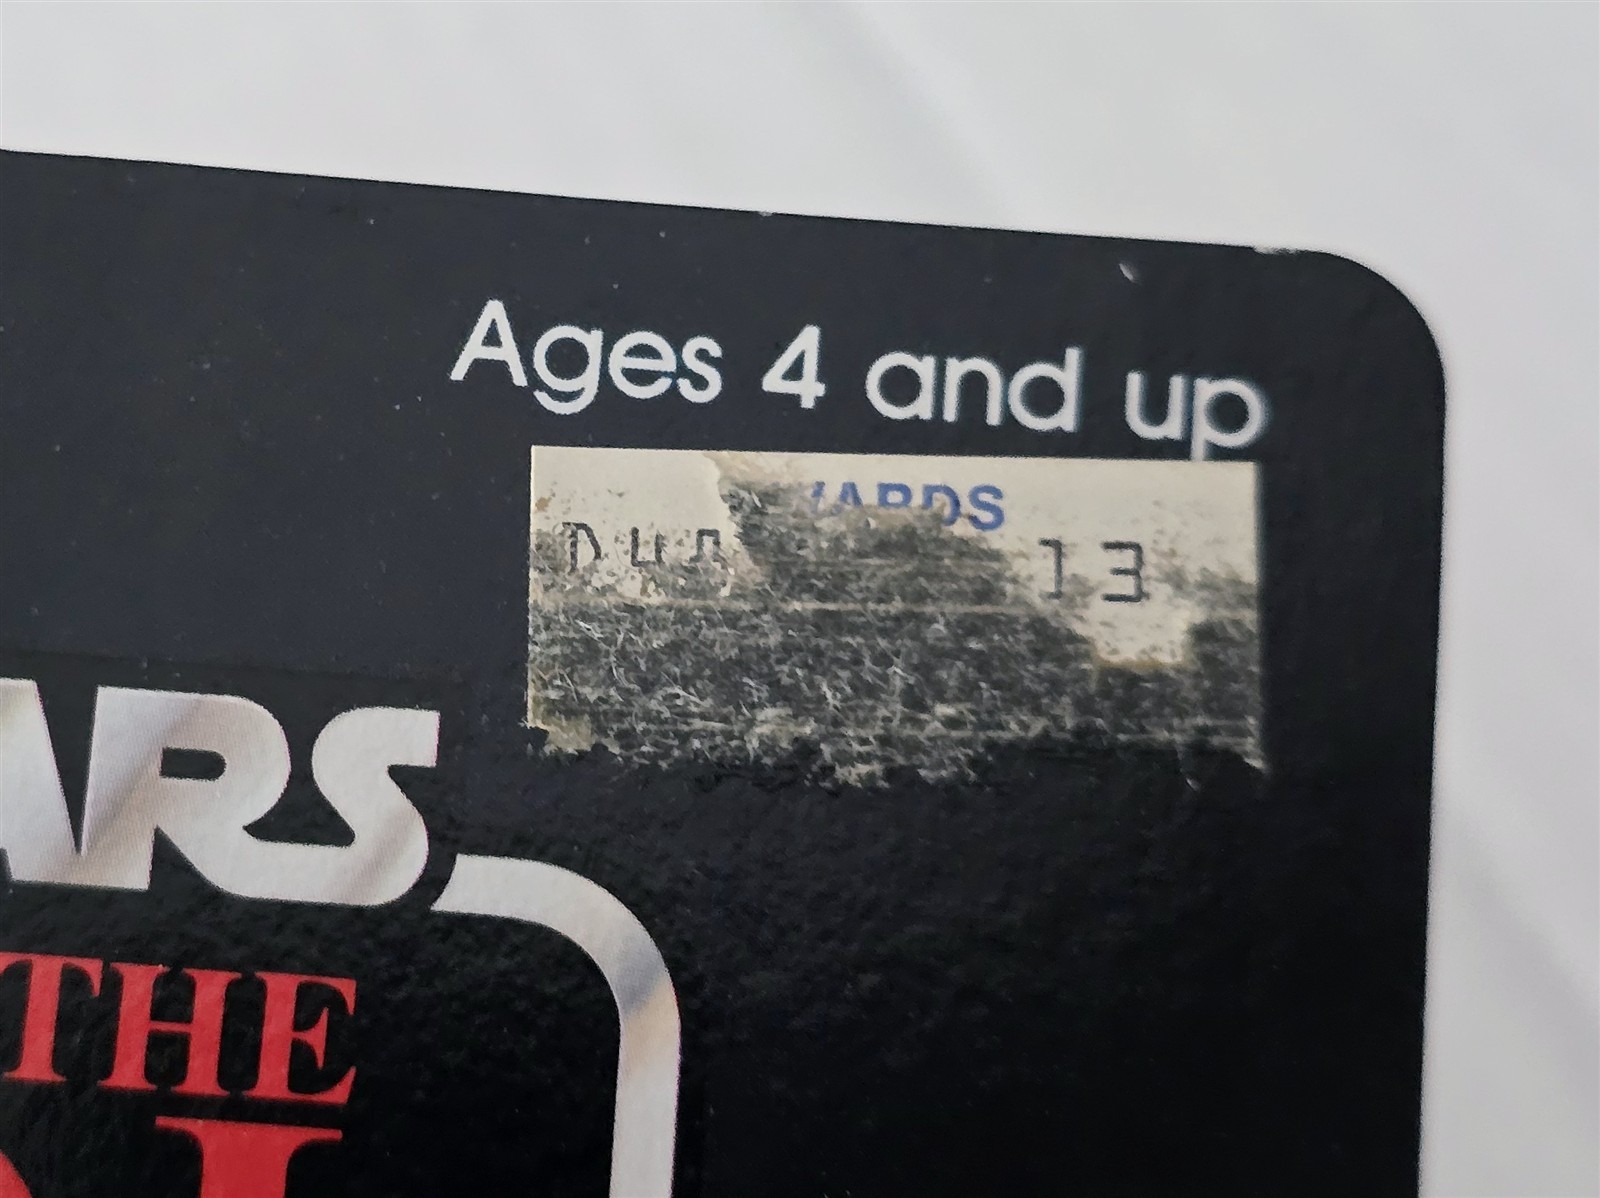 Ages 4 and up
ARDS
13
ARS
THE